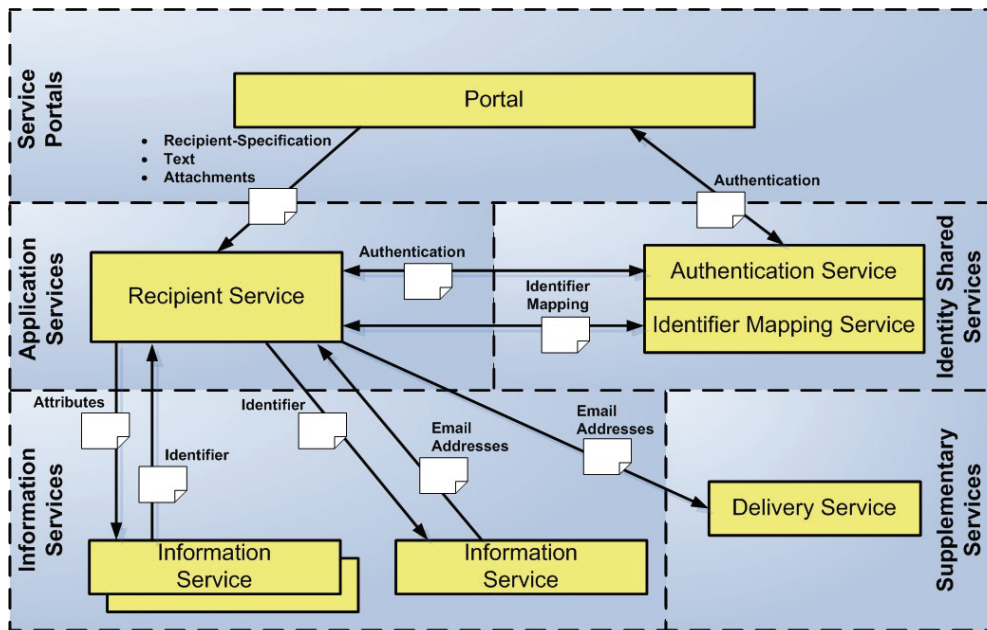 Service
Portals
Portal
• Recipient-Specification
• Text
• Attachments
Authentication
Application
Services
Recipient Service
Authentication
Identifier
Mapping
Authentication Service
Identifier Mapping Service
Identity Shared
Services
Information
Services
Attributes
Identifier
Identifier
Email
Addresses
Email
Addresses
Information
Service
Information
Service
Delivery Service
Supplementary
Services